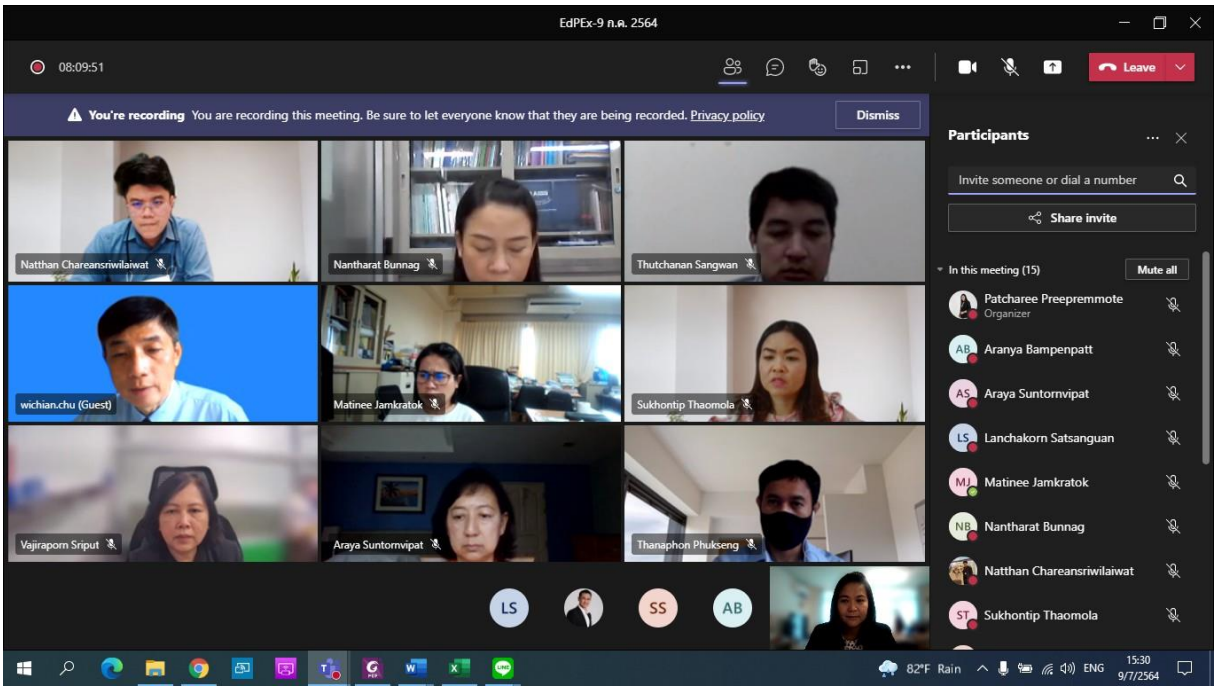 EdPEx-9 ก.ค. 2564
08:09:51
Leave
You're recording You are recording this meeting. Be sure to let everyone know that they are being recorded. Privacy policy
Dismiss
Participants
Invite someone or dial a number
Share invite
In this meeting (15)
Mute all
Patcharee Preepremmote
Organizer
AB Aranya Bampenpatt
AS Araya Suntornvipat
LS Lanchakorn Satsanguan
MJ Matinee Jamkratok
NB Nantharat Bunnag
Natthan Chareansriwilaiwat
ST Sukhontip Thaomola
Natthan Chareansriwilaiwat
Nantharat Bunnag
Thutchanan Sangwan
wichian.chu (Guest)
Matinee Jamkratok
Sukhontip Thaomola
Vajiraporn Sriput
Araya Suntornvipat
Thanaphon Phukseng
LS
SS
AB
82°F Rain
ENG
15:30
9/7/2564